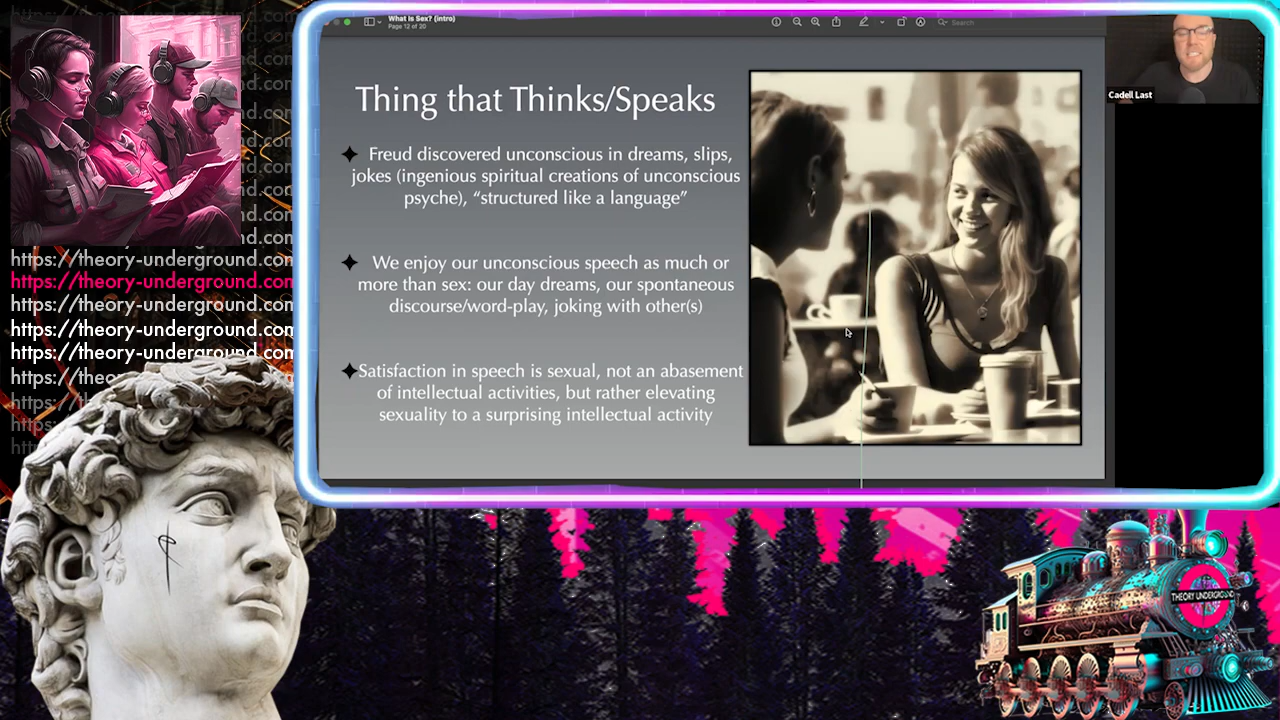 What is Sex? (intro)
Page 12 of 20
Search
Thing that Thinks/Speaks
Freud discovered unconscious in dreams, slips,
jokes (ingenious spiritual creations of unconscious
psyche), “structured like a language”
We enjoy our unconscious speech as much or
more than sex: our day dreams, our spontaneous
discourse/word-play, joking with other(s)
Satisfaction in speech is sexual, not an abasement
of intellectual activities, but rather elevating
sexuality to a surprising intellectual activity
Cadell Last
https://theory-underground.com
https://theory-underground.com
https://theory-underground.com
https://theory-underground.com
https://theory-underground.com
THEORY UNDERGROUND